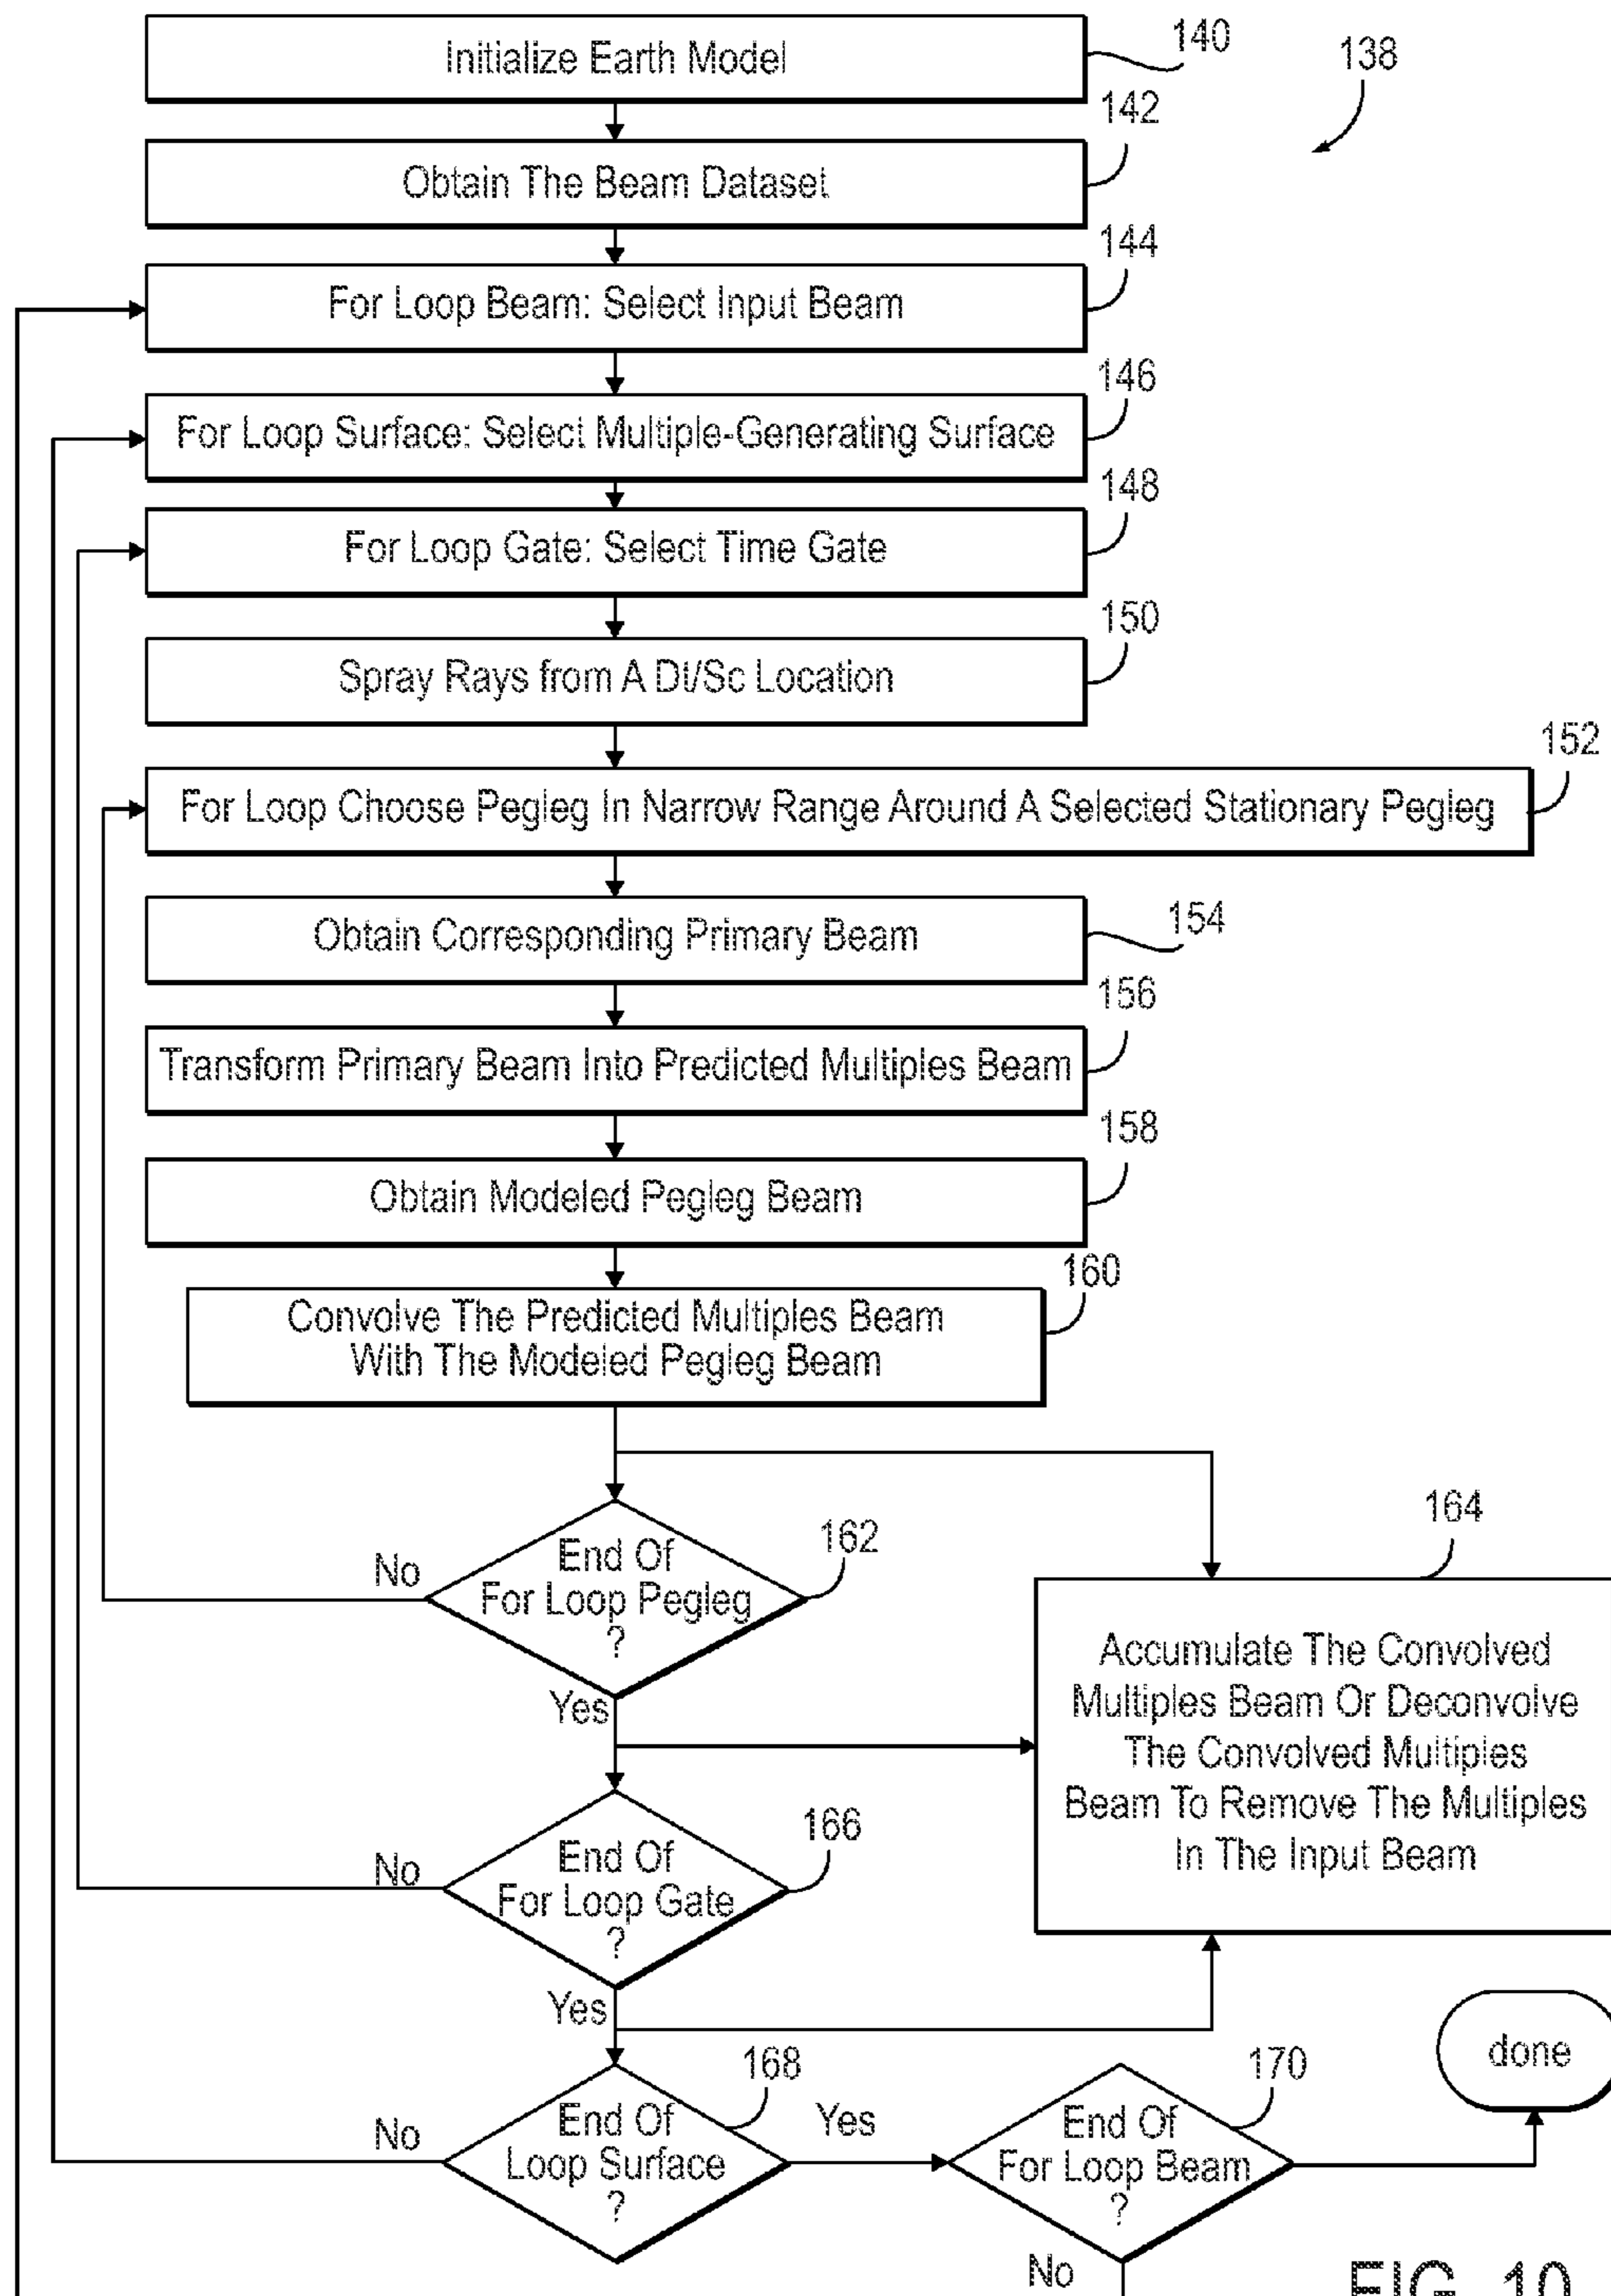 Initialize Earth Model
140
138
Obtain The Beam Dataset
142
For Loop Beam: Select Input Beam
144
For Loop Surface: Select Multiple-Generating Surface
146
For Loop Gate: Select Time Gate
148
Spray Rays from A Dt/Sc Location
150
For Loop Choose Pegleg In Narrow Range Around A Selected Stationary Pegleg
152
Obtain Corresponding Primary Beam
154
Transform Primary Beam Into Predicted Multiples Beam
156
Obtain Modeled Pegleg Beam
158
Convolve The Predicted Multiples Beam
With The Modeled Pegleg Beam
160
End Of
For Loop Pegleg
?
162
No
Yes
Accumulate The Convolved
Multiples Beam Or Deconvolve
The Convolved Multiples
Beam To Remove The Multiples
In The Input Beam
164
End Of
For Loop Gate
?
166
No
Yes
End Of
Loop Surface
?
168
No
Yes
End Of
For Loop Beam
?
170
No
done
FIG. 10